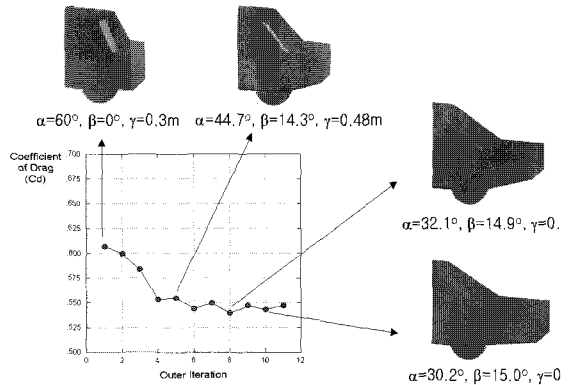 α=60°, β=0°, γ=0.3m
α=44.7°, β=14.3°, γ=0.48m
Coefficient
of Drag
(Cd)
.700
.675
.650
.625
.600
.575
.550
.525
.500
0 2 4 6 8 10 12
Outer Iteration
α=32.1°, β=14.9°, γ=0.
α=30.2°, β=15.0°, γ=0